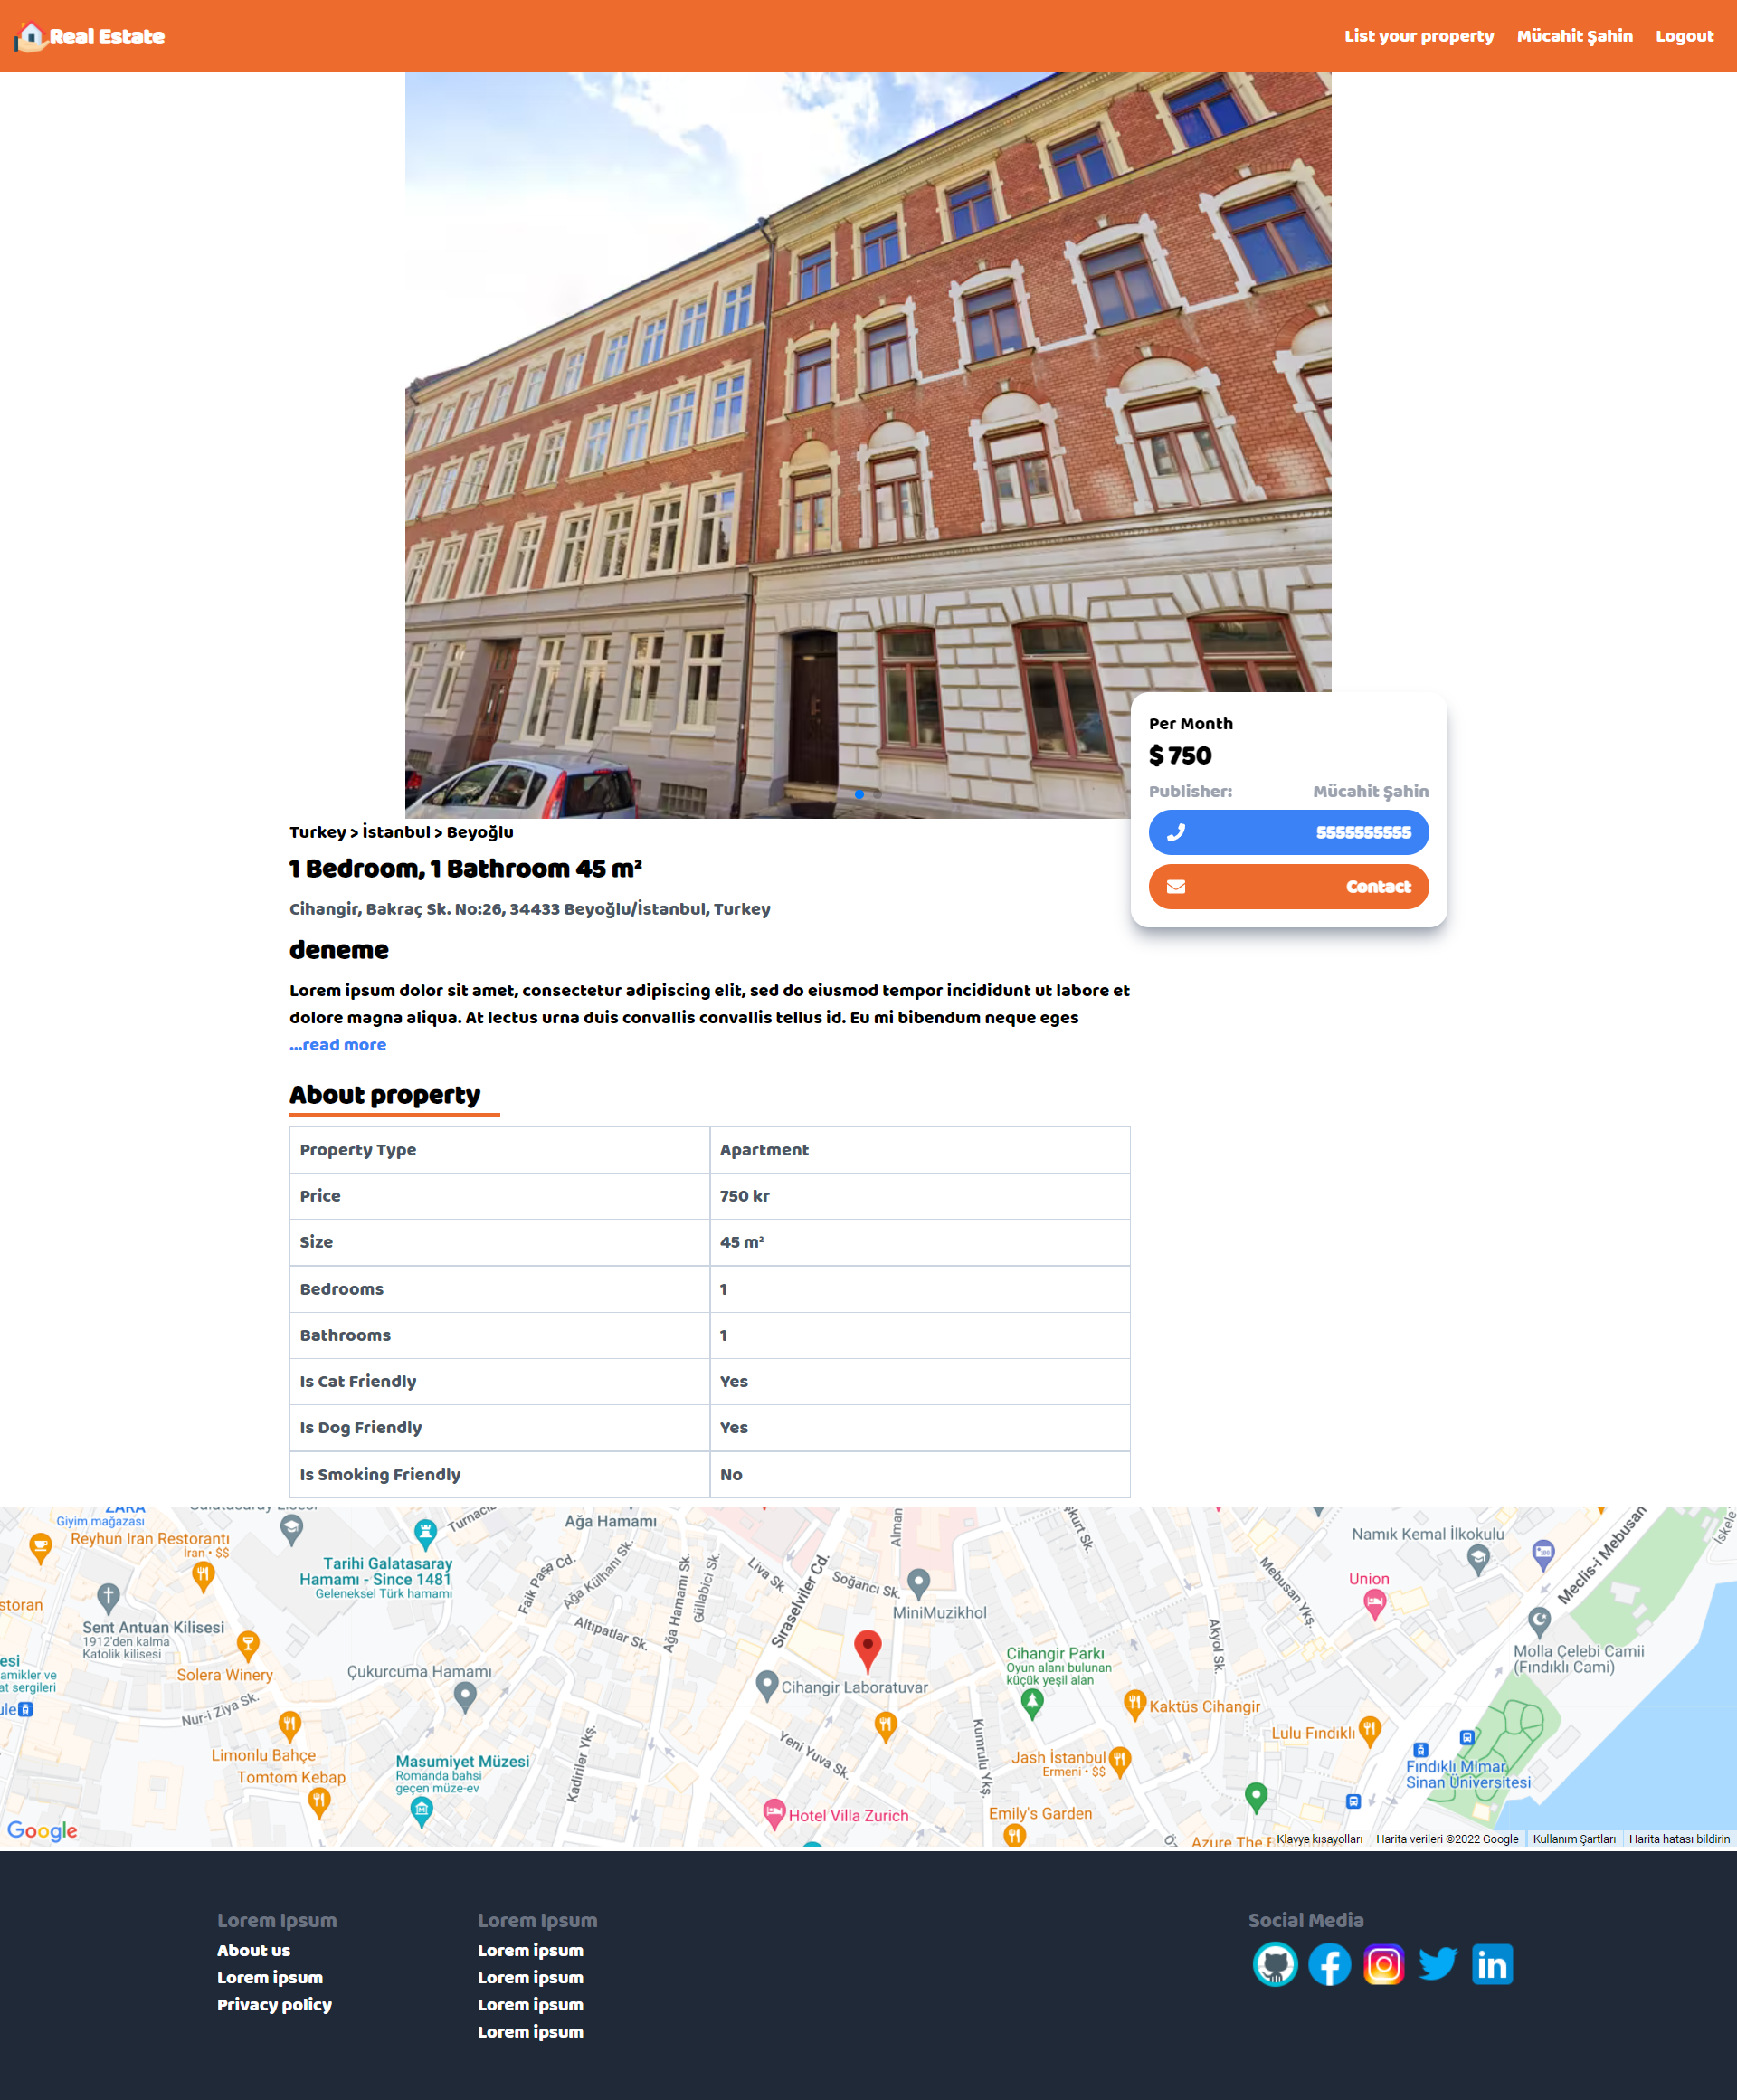 Real Estate
List your property
Mücahit Şahin
Logout
Per Month
$ 750
Publisher:
Mücahit Şahin
5555555555
Contact
Turkey > İstanbul > Beyoğlu
1 Bedroom, 1 Bathroom 45 m²
Cihangir, Bakraç Sk. No:26, 34433 Beyoğlu/İstanbul, Turkey
deneme
Lorem ipsum dolor sit amet, consectetur adipiscing elit, sed do eiusmod tempor incididunt ut labore et
dolore magna aliqua. At lectus urna duis convallis convallis tellus id. Eu mi bibendum neque eges
...read more
About property
Property Type
Apartment
Price
750 kr
Size
45 m²
Bedrooms
1
Bathrooms
1
Is Cat Friendly
Yes
Is Dog Friendly
Yes
Is Smoking Friendly
No
ZARA
Giyim mağazası
Reyhun Iran Restorantı
İran • $$
Tarihi Galatasaray
Hamamı - Since 1481
Geleneksel Türk hamamı
Ağa Hamamı
Faik Paşa Cd.
Ağa Külhanı Sk.
Altıpatlar Sk.
Ağa Hamamı Sk.
Güllabici Sk.
Liva Sk.
Sıraselviler Cd.
Soğancı Sk.
Alman
MiniMuzikhol
Akyol Sk.
Mebusan Ykş.
Namık Kemal İlkokulu
Union
Meclis-i Mebusan
İskele
Molla Çelebi Camii
(Fındıklı Cami)
storan
Sent Antuan Kilisesi
1912'den kalma
Katolik kilisesi
Solera Winery
esi
amikler ve
at sergileri
ule
Nur-i Ziya Sk.
Çukurcuma Hamamı
Cihangir Laboratuvar
Cihangir Parkı
Oyun alanı bulunan
küçük yeşil alan
Kaktüs Cihangir
Lulu Fındıklı
Limonlu Bahçe
Tomtom Kebap
Masumiyet Müzesi
Romanda bahsi
geçen müze-ev
Kadiriler Ykş.
Yeni Yuva Sk.
Kumrulu Ykş.
Jash İstanbul
Ermeni • $$
Fındıklı Mimar
Sinan Üniversitesi
Hotel Villa Zurich
Emily's Garden
Azure The B
Google
Klavye kısayolları
Harita verileri ©2022 Google
Kullanım Şartları
Harita hatası bildirin
Lorem Ipsum
About us
Lorem ipsum
Privacy policy
Lorem Ipsum
Lorem ipsum
Lorem ipsum
Lorem ipsum
Lorem ipsum
Social Media